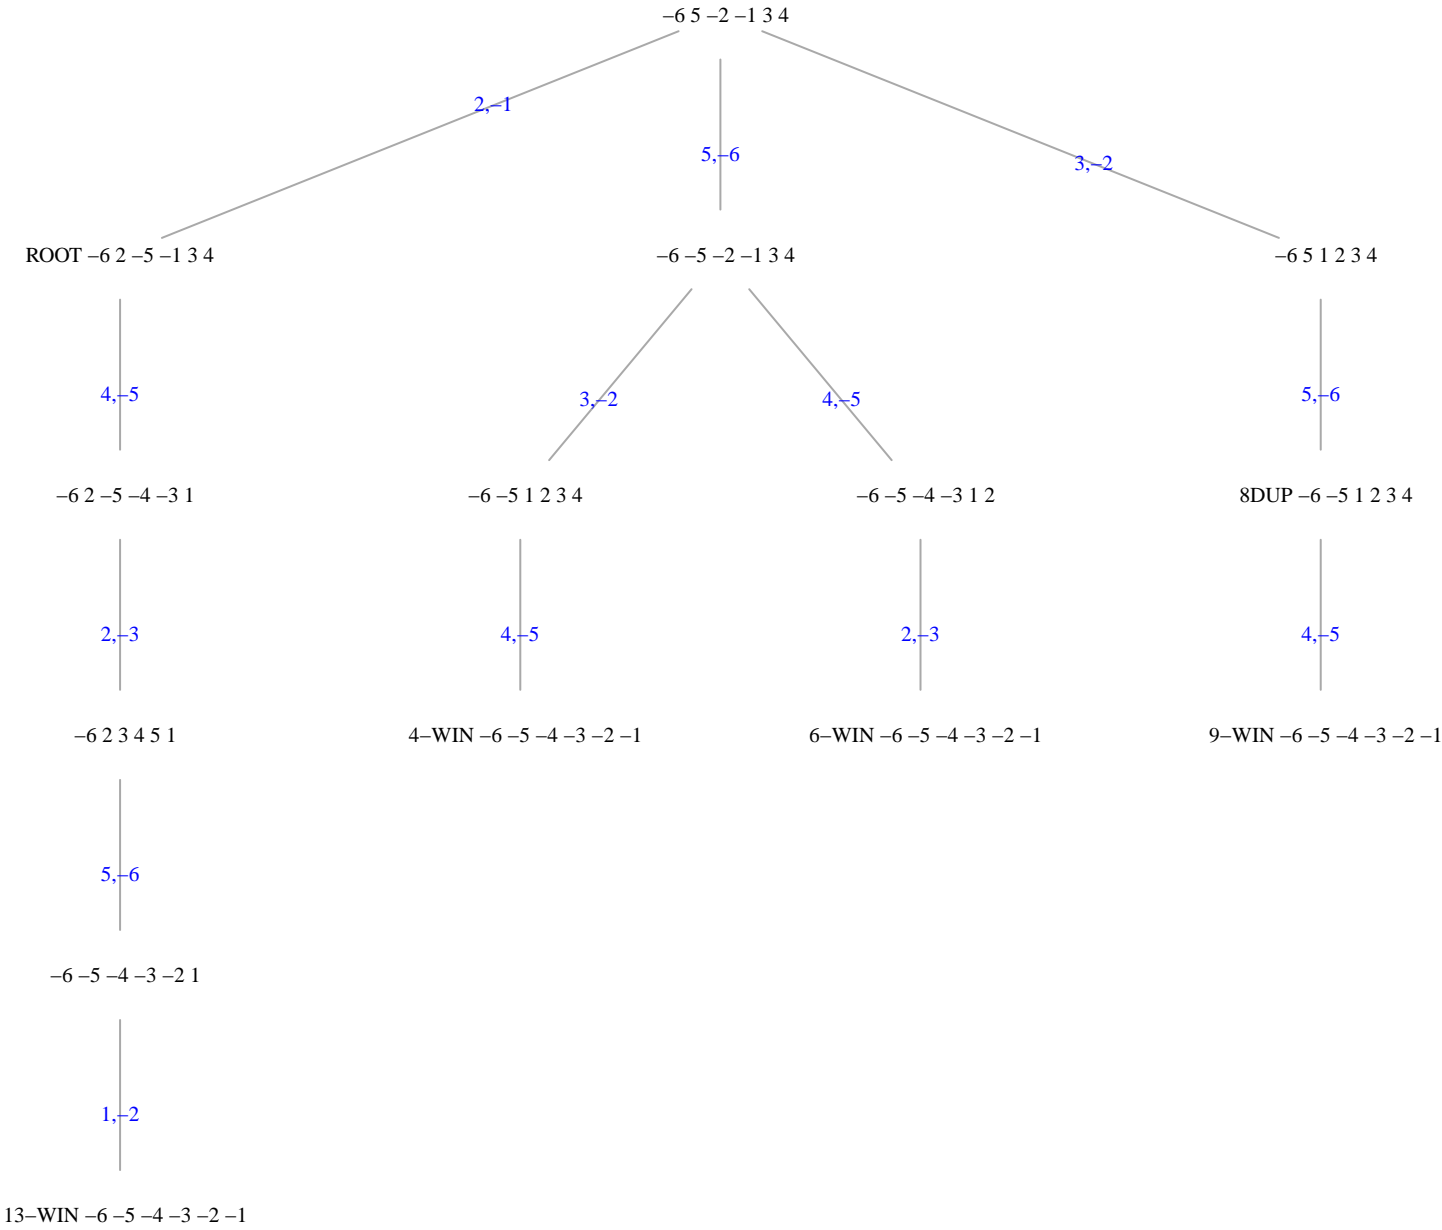 –6 5 –2 –1 3 4
2,–1
5,–6
3,–2
ROOT –6 2 –5 –1 3 4
–6 –5 –2 –1 3 4
–6 5 1 2 3 4
4,–5
3,–2
4,–5
5,–6
–6 2 –5 –4 –3 1
–6 –5 1 2 3 4
–6 –5 –4 –3 1 2
8DUP –6 –5 1 2 3 4
2,–3
4,–5
2,–3
4,–5
–6 2 3 4 5 1
4–WIN –6 –5 –4 –3 –2 –1
6–WIN –6 –5 –4 –3 –2 –1
9–WIN –6 –5 –4 –3 –2 –1
5,–6
–6 –5 –4 –3 –2 1
1,–2
13–WIN –6 –5 –4 –3 –2 –1